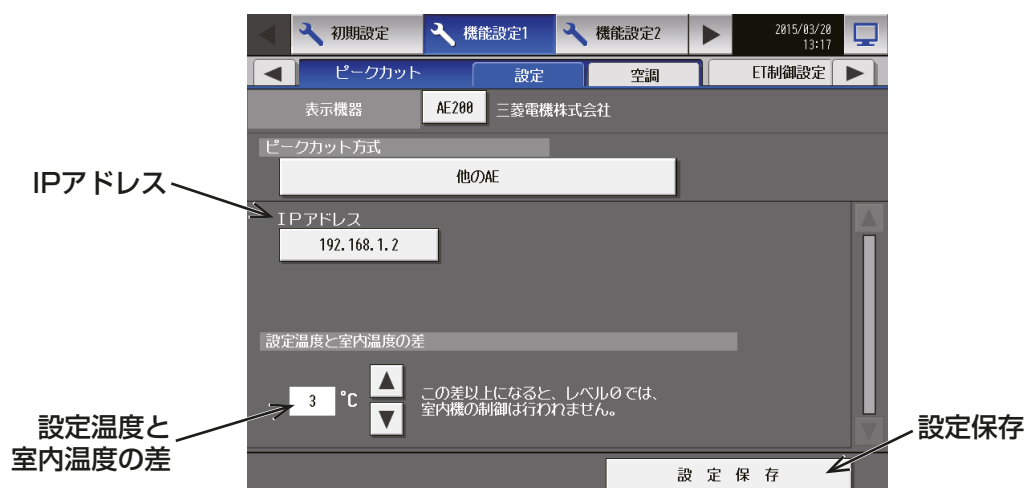 初期設定
機能設定1
機能設定2
2015/03/20
13:17
ピークカット
設定
空調
ET制御設定
表示機器
AE200
三菱電機株式会社
ピークカット方式
他のAE
IPアドレス
IPアドレス
192.168.1.2
設定温度と室内温度の差
3
℃
この差以上になると、レベル0では、
室内機の制御は行われません。
設定温度と
室内温度の差
設定保存
設定保存